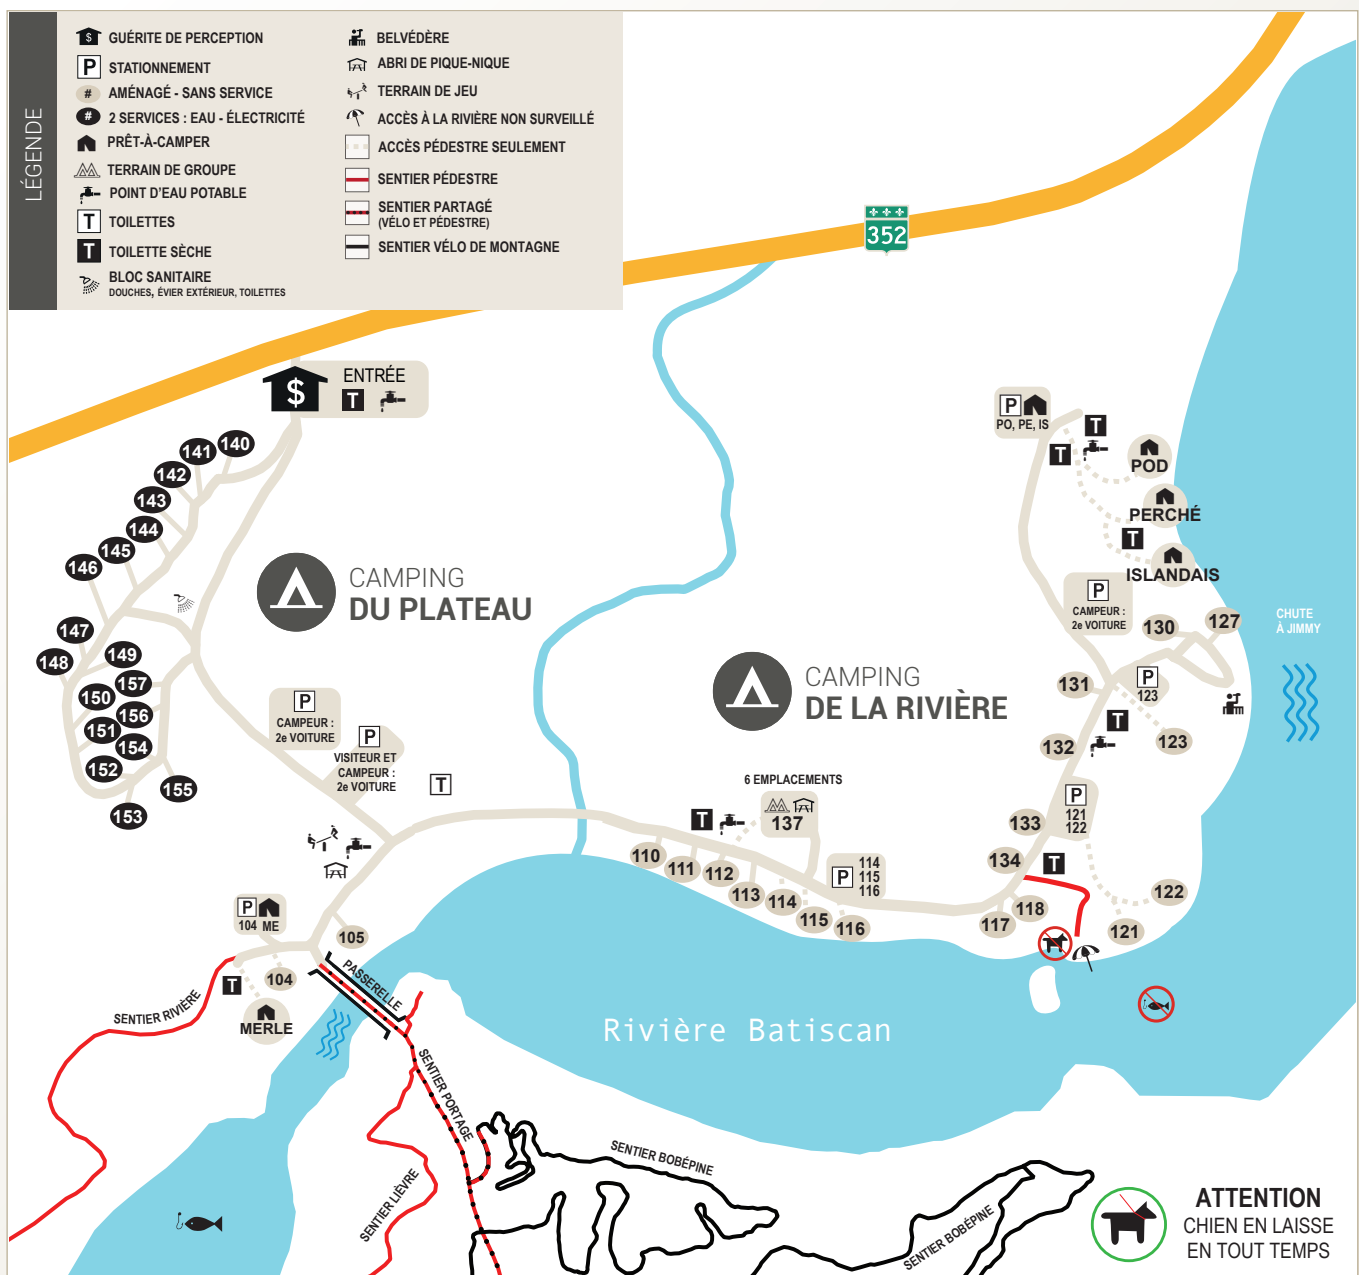 LÉGENDE
$ GUÉRITE DE PERCEPTION
P STATIONNEMENT
# AMÉNAGÉ - SANS SERVICE
# 2 SERVICES : EAU - ÉLECTRICITÉ
PRÊT-À-CAMPER
TERRAIN DE GROUPE
POINT D'EAU POTABLE
T TOILETTES
T TOILETTE SÈCHE
BLOC SANITAIRE
DOUCHES, ÉVIER EXTÉRIEUR, TOILETTES
BELVÉDÈRE
ABRI DE PIQUE-NIQUE
TERRAIN DE JEU
ACCÈS À LA RIVIÈRE NON SURVEILLÉ
ACCÈS PÉDESTRE SEULEMENT
SENTIER PÉDESTRE
SENTIER PARTAGÉ
(VÉLO ET PÉDESTRE)
SENTIER VÉLO DE MONTAGNE
352
$
ENTRÉE
T
140
141
142
143
144
145
146
147
148
149
157
150
156
151
154
152
155
153
CAMPING
DU PLATEAU
P
CAMPEUR :
2e VOITURE
P
VISITEUR ET
CAMPEUR :
2e VOITURE
T
P
104 ME
105
104
T
MERLE
SENTIER RIVIÈRE
PASSERELLE
SENTIER PORTAGE
SENTIER LIÈVRE
SENTIER BOBÉPINE
SENTIER BOBÉPINE
Rivière Batiscan
CAMPING
DE LA RIVIÈRE
6 EMPLACEMENTS
137
T
110
111
112
113
114
115
116
P
114
115
116
117
118
134
133
T
P
121
122
122
121
132
T
131
123
P
123
130
127
P
CAMPEUR :
2e VOITURE
P
PO, PE, IS
T
T
POD
PERCHÉ
T
ISLANDAIS
CHUTE
À JIMMY
ATTENTION
CHIEN EN LAISSE
EN TOUT TEMPS